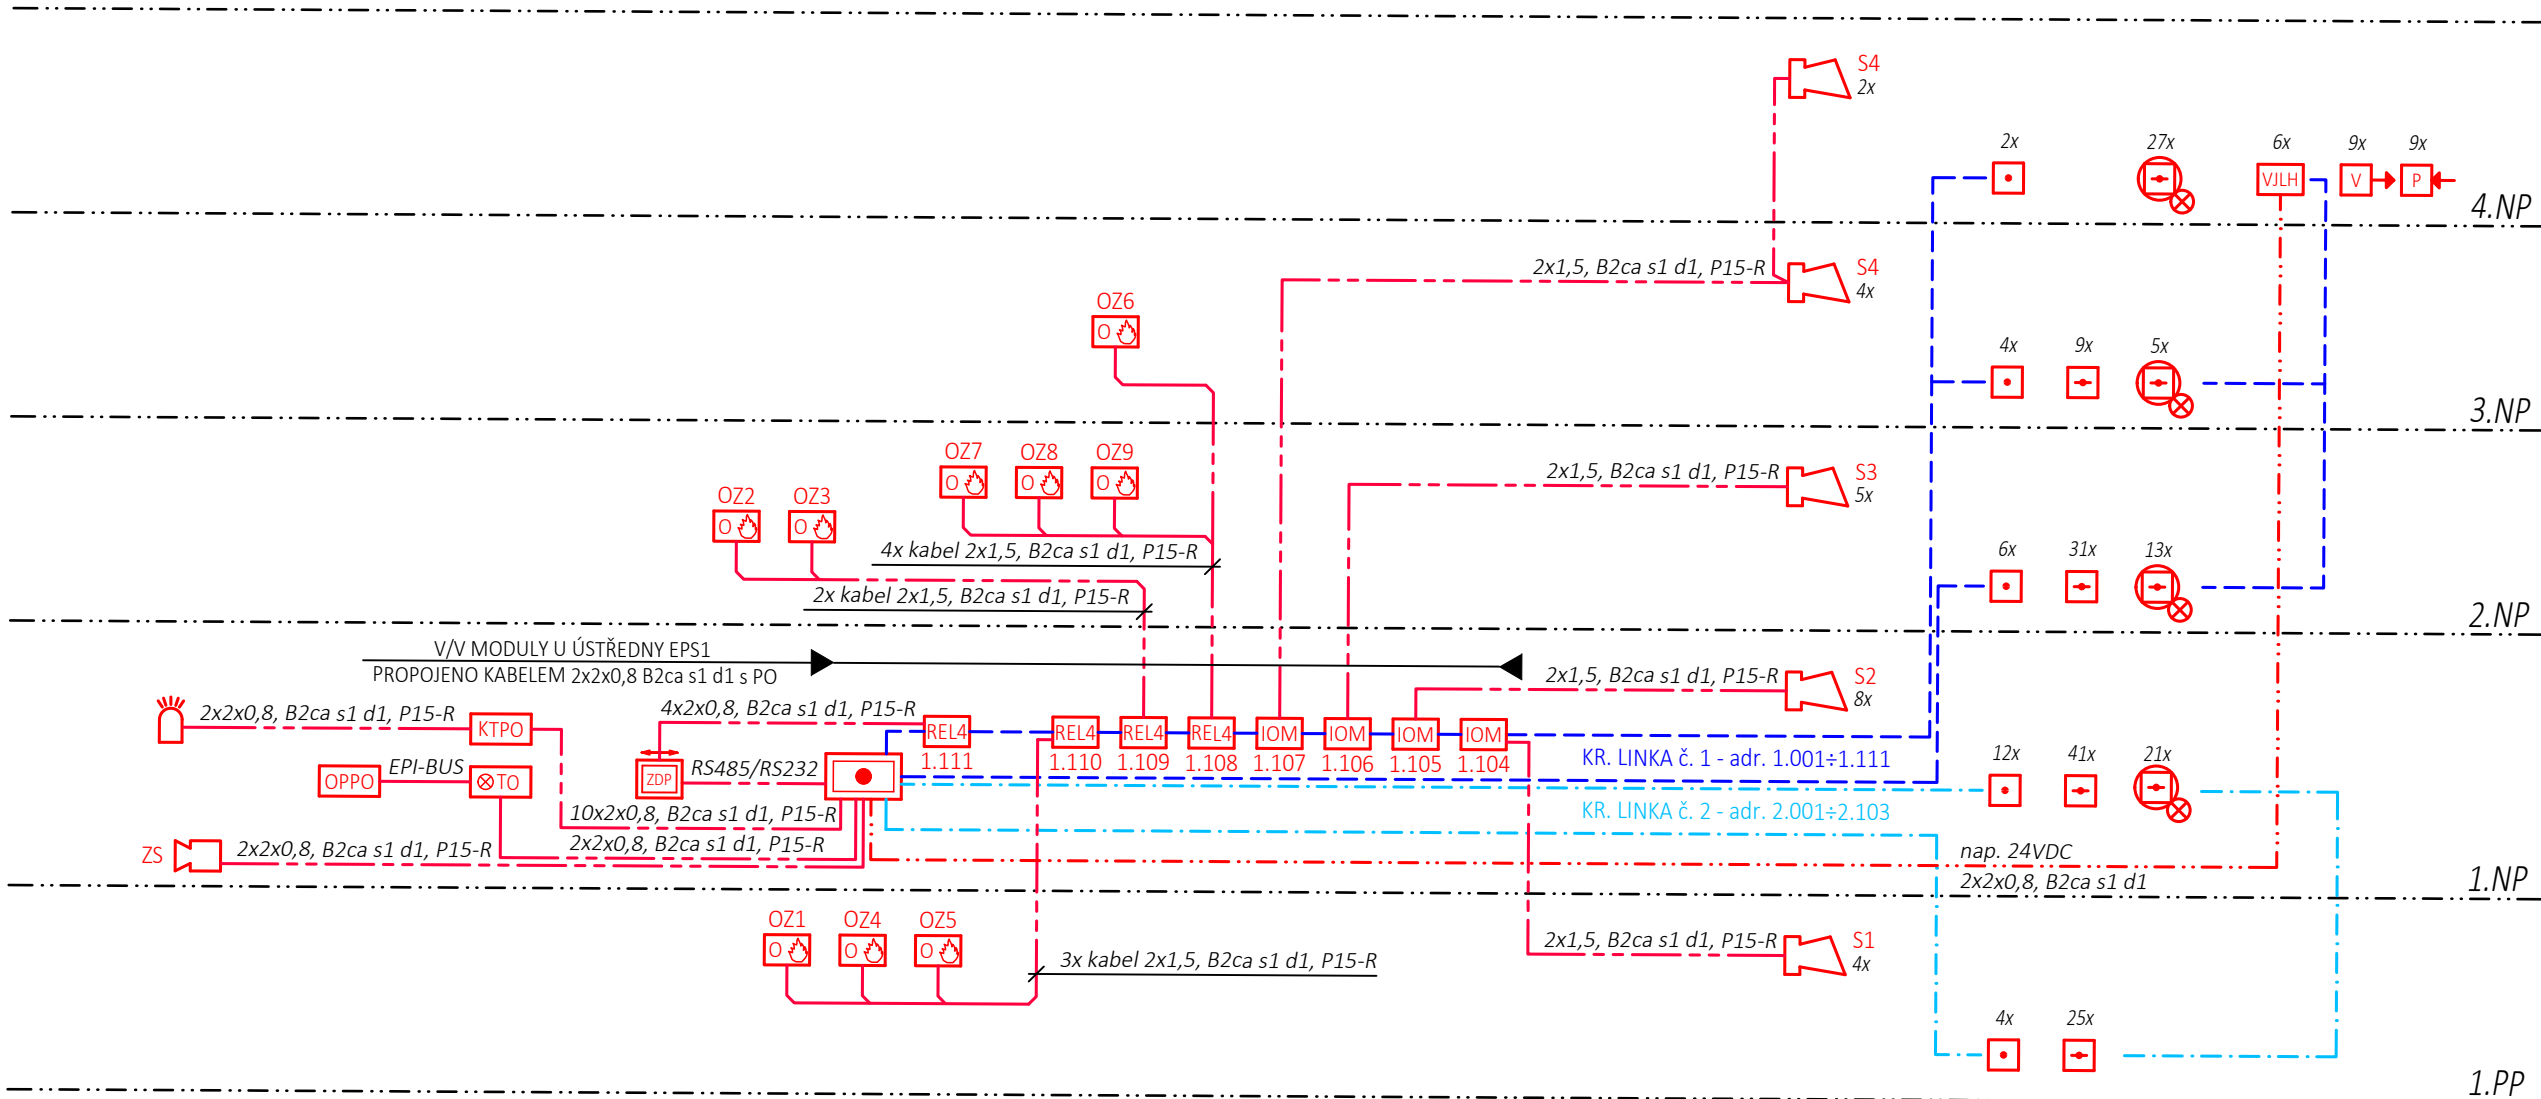 S4
2x
2x
27x
6x
9x
9x
VJLH
V
P
4.NP
2x1,5, B2ca s1 d1, P15-R
S4
4x
OZ6
O
4x
9x
5x
3.NP
OZ7
OZ8
OZ9
O
O
O
2x1,5, B2ca s1 d1, P15-R
S3
5x
OZ2
OZ3
O
O
4x kabel 2x1,5, B2ca s1 d1, P15-R
6x
31x
13x
2x kabel 2x1,5, B2ca s1 d1, P15-R
2.NP
V/V MODULY U ÚSTŘEDNY EPS1
PROPOJENO KABELEM 2x2x0,8 B2ca s1 d1 s PO
2x1,5, B2ca s1 d1, P15-R
S2
8x
2x2x0,8, B2ca s1 d1, P15-R
KTPO
4x2x0,8, B2ca s1 d1, P15-R
REL4
REL4
REL4
REL4
IOM
IOM
IOM
IOM
1.111
1.110
1.109
1.108
1.107
1.106
1.105
1.104
KR. LINKA č. 1 - adr. 1.001÷1.111
12x
41x
21x
OPPO
EPI-BUS
TO
ZDP
RS485/RS232
10x2x0,8, B2ca s1 d1, P15-R
KR. LINKA č. 2 - adr. 2.001÷2.103
ZS
2x2x0,8, B2ca s1 d1, P15-R
2x2x0,8, B2ca s1 d1, P15-R
nap. 24VDC
2x2x0,8, B2ca s1 d1
1.NP
OZ1
OZ4
OZ5
O
O
O
3x kabel 2x1,5, B2ca s1 d1, P15-R
2x1,5, B2ca s1 d1, P15-R
S1
4x
4x
25x
1.PP